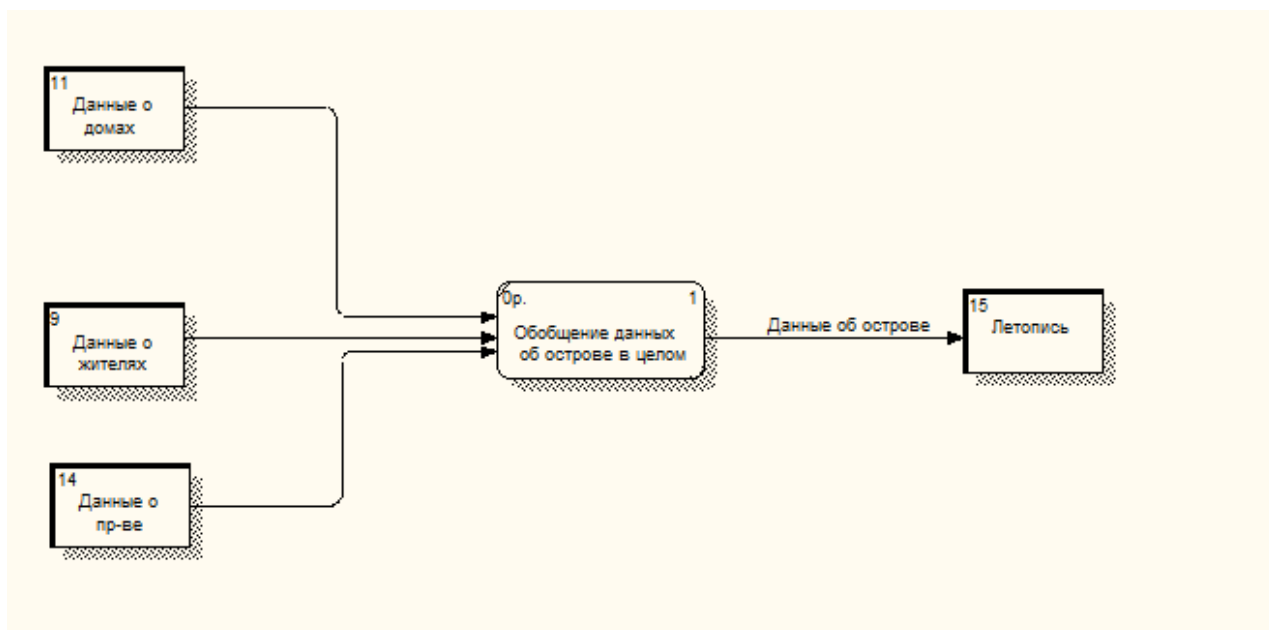 11
Данные о
домах
9
Данные о
жителях
14
Данные о
пр-ве
0р.
1
Обобщение данных
об острове в целом
Данные об острове
15
Летопись